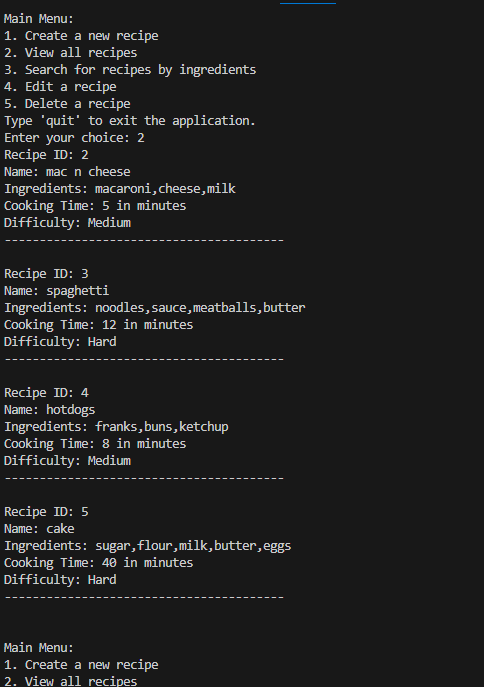 Main Menu:
1. Create a new recipe
2. View all recipes
3. Search for recipes by ingredients
4. Edit a recipe
5. Delete a recipe
Type 'quit' to exit the application.
Enter your choice: 2
Recipe ID: 2
Name: mac n cheese
Ingredients: macaroni,cheese,milk
Cooking Time: 5 in minutes
Difficulty: Medium
----------------------------------------
Recipe ID: 3
Name: spaghetti
Ingredients: noodles,sauce,meatballs,butter
Cooking Time: 12 in minutes
Difficulty: Hard
----------------------------------------
Recipe ID: 4
Name: hotdogs
Ingredients: franks,buns,ketchup
Cooking Time: 8 in minutes
Difficulty: Medium
----------------------------------------
Recipe ID: 5
Name: cake
Ingredients: sugar,flour,milk,butter,eggs
Cooking Time: 40 in minutes
Difficulty: Hard
----------------------------------------
Main Menu:
1. Create a new recipe
2. View all recipes